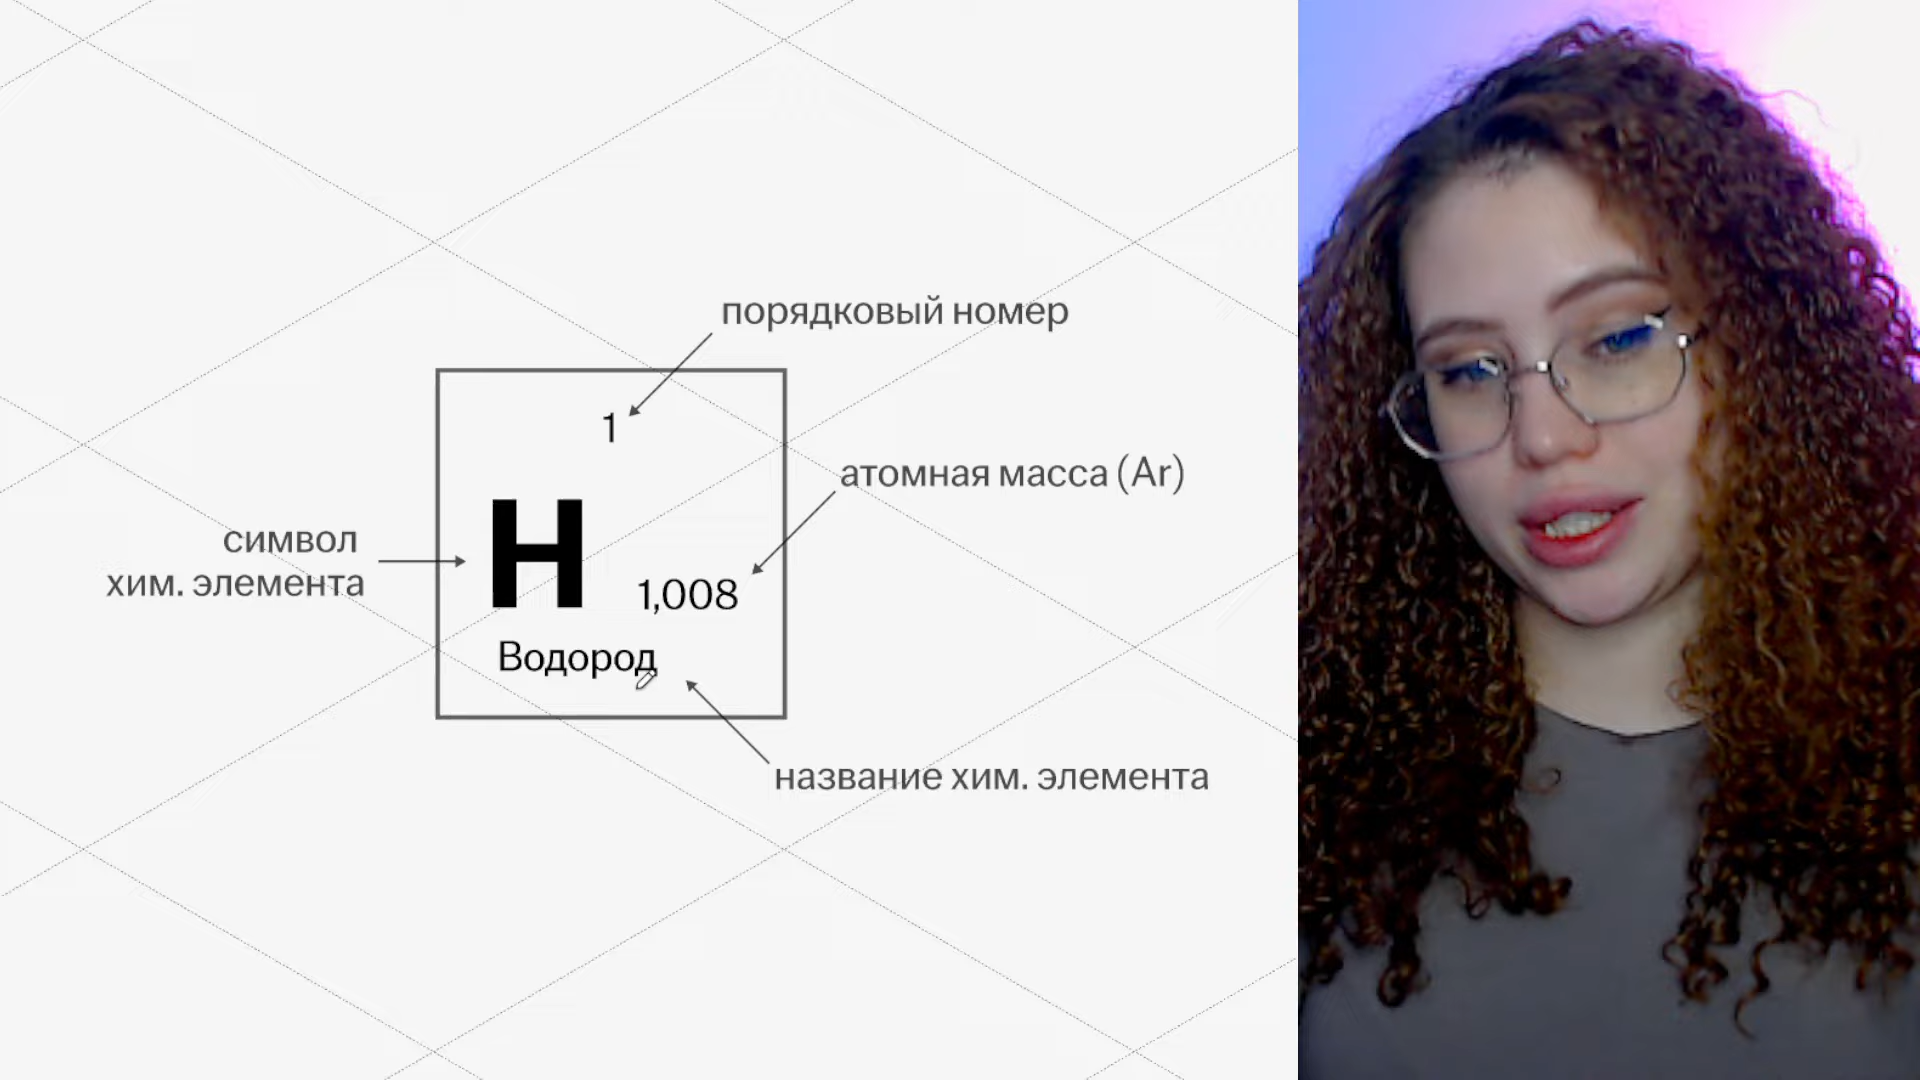 порядковый номер
1
атомная масса (Ar)
символ
хим. элемента
H
1,008
Водород
название хим. элемента